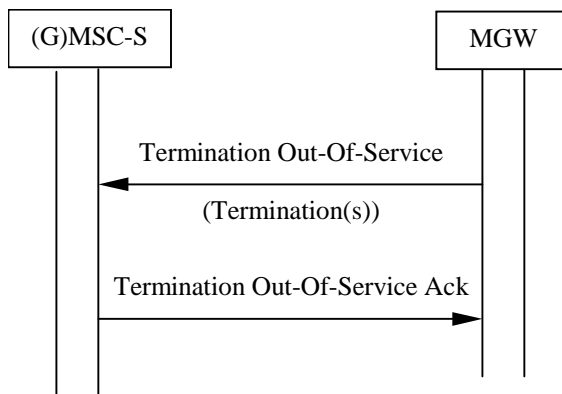 (G)MSC-S
MGW
Termination Out-Of-Service
(Termination(s))
Termination Out-Of-Service Ack